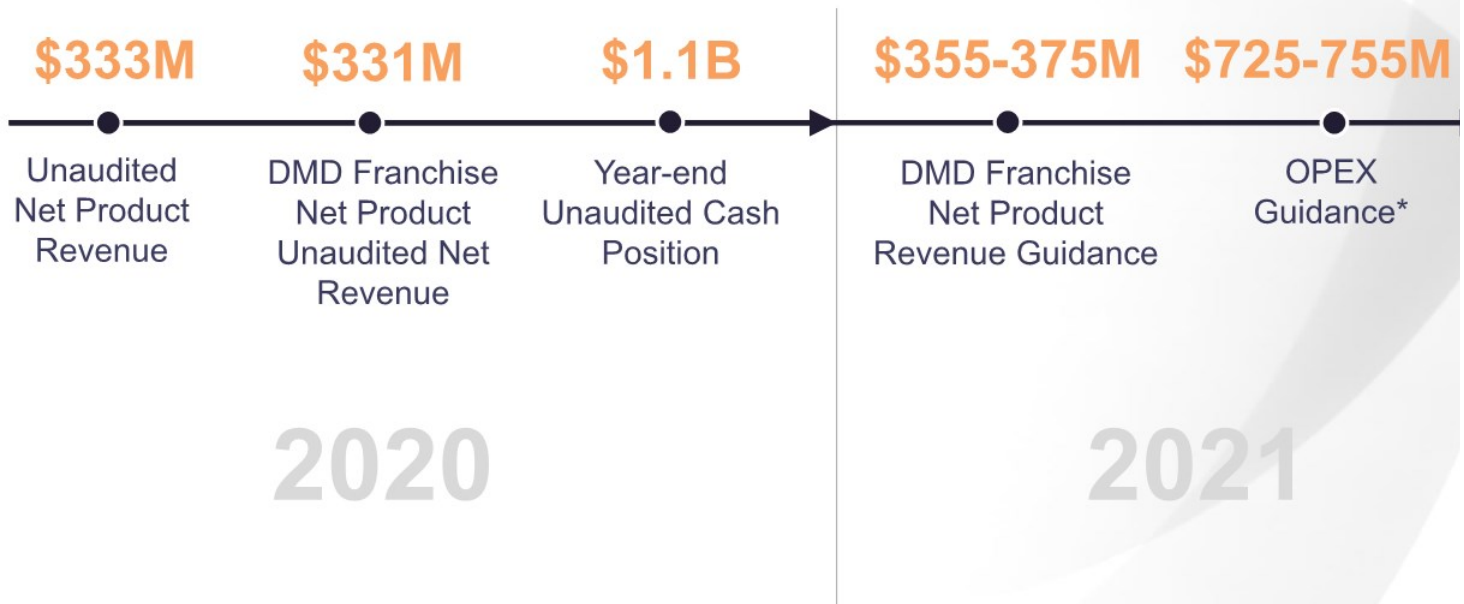 $333M
Unaudited
Net Product
Revenue
$331M
DMD Franchise
Net Product
Unaudited Net
Revenue
$1.1B
Year-end
Unaudited Cash
Position
2020
$355-375M
DMD Franchise
Net Product
Revenue Guidance
$725-755M
OPEX
Guidance*
2021